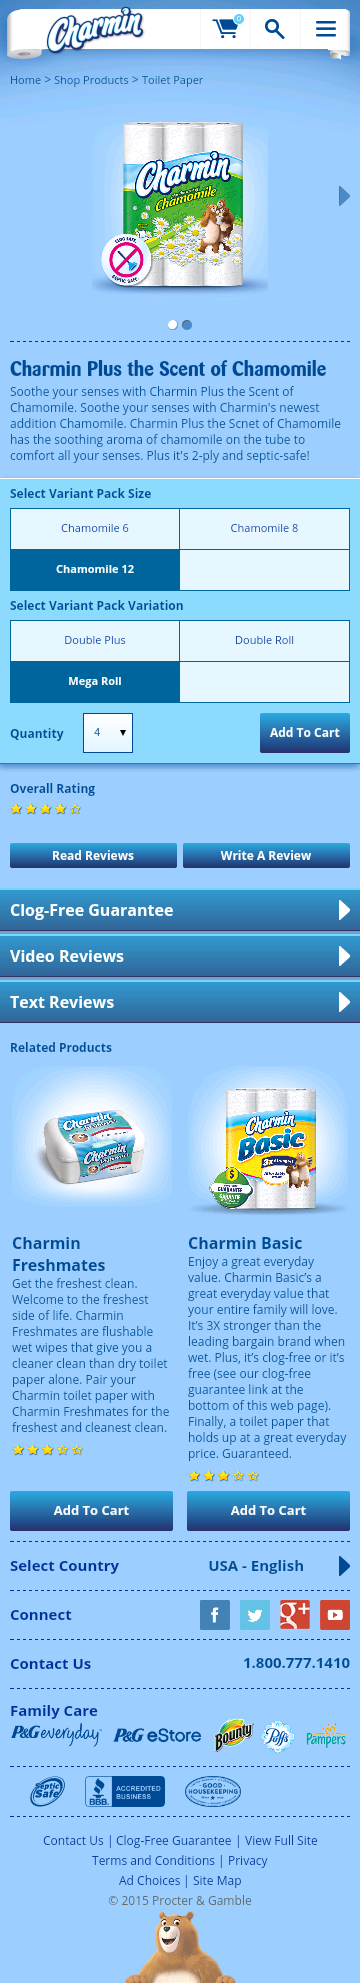 Charmin
0
Home > Shop Products > Toilet Paper
Charmin
Chamomile
CLOG SAFE
SEPTIC SAFE
Charmin Plus the Scent of Chamomile
Soothe your senses with Charmin Plus the Scent of
Chamomile. Soothe your senses with Charmin's newest
addition Chamomile. Charmin Plus the Scnet of Chamomile
has the soothing aroma of chamomile on the tube to
comfort all your senses. Plus it's 2-ply and septic-safe!
Select Variant Pack Size
Chamomile 6
Chamomile 8
Chamomile 12
Select Variant Pack Variation
Double Plus
Double Roll
Mega Roll
Quantity
4
Add To Cart
Overall Rating
Read Reviews
Write A Review
Clog-Free Guarantee
Video Reviews
Text Reviews
Related Products
Charmin
Charmin
Charmin
Basic
$
GUARANTEE
Charmin
Freshmates
Get the freshest clean.
Welcome to the freshest
side of life. Charmin
Freshmates are flushable
wet wipes that give you a
cleaner clean than dry toilet
paper alone. Pair your
Charmin toilet paper with
Charmin Freshmates for the
freshest and cleanest clean.
Charmin Basic
Enjoy a great everyday
value. Charmin Basic's a
great everyday value that
your entire family will love.
It's 3X stronger than the
leading bargain brand when
wet. Plus, it's clog-free or it's
free (see our clog-free
guarantee link at the
bottom of this web page).
Finally, a toilet paper that
holds up at a great everyday
price. Guaranteed.
Add To Cart
Add To Cart
Select Country
USA - English
Connect
f
g+
Contact Us
1.800.777.1410
Family Care
P&G everyday
P&G eStore
Bounty
Puffs
Pampers
Septic Safe
BBB. ACCREDITED BUSINESS
GOOD HOUSEKEEPING
Contact Us | Clog-Free Guarantee | View Full Site
Terms and Conditions | Privacy
Ad Choices | Site Map
© 2015 Procter & Gamble